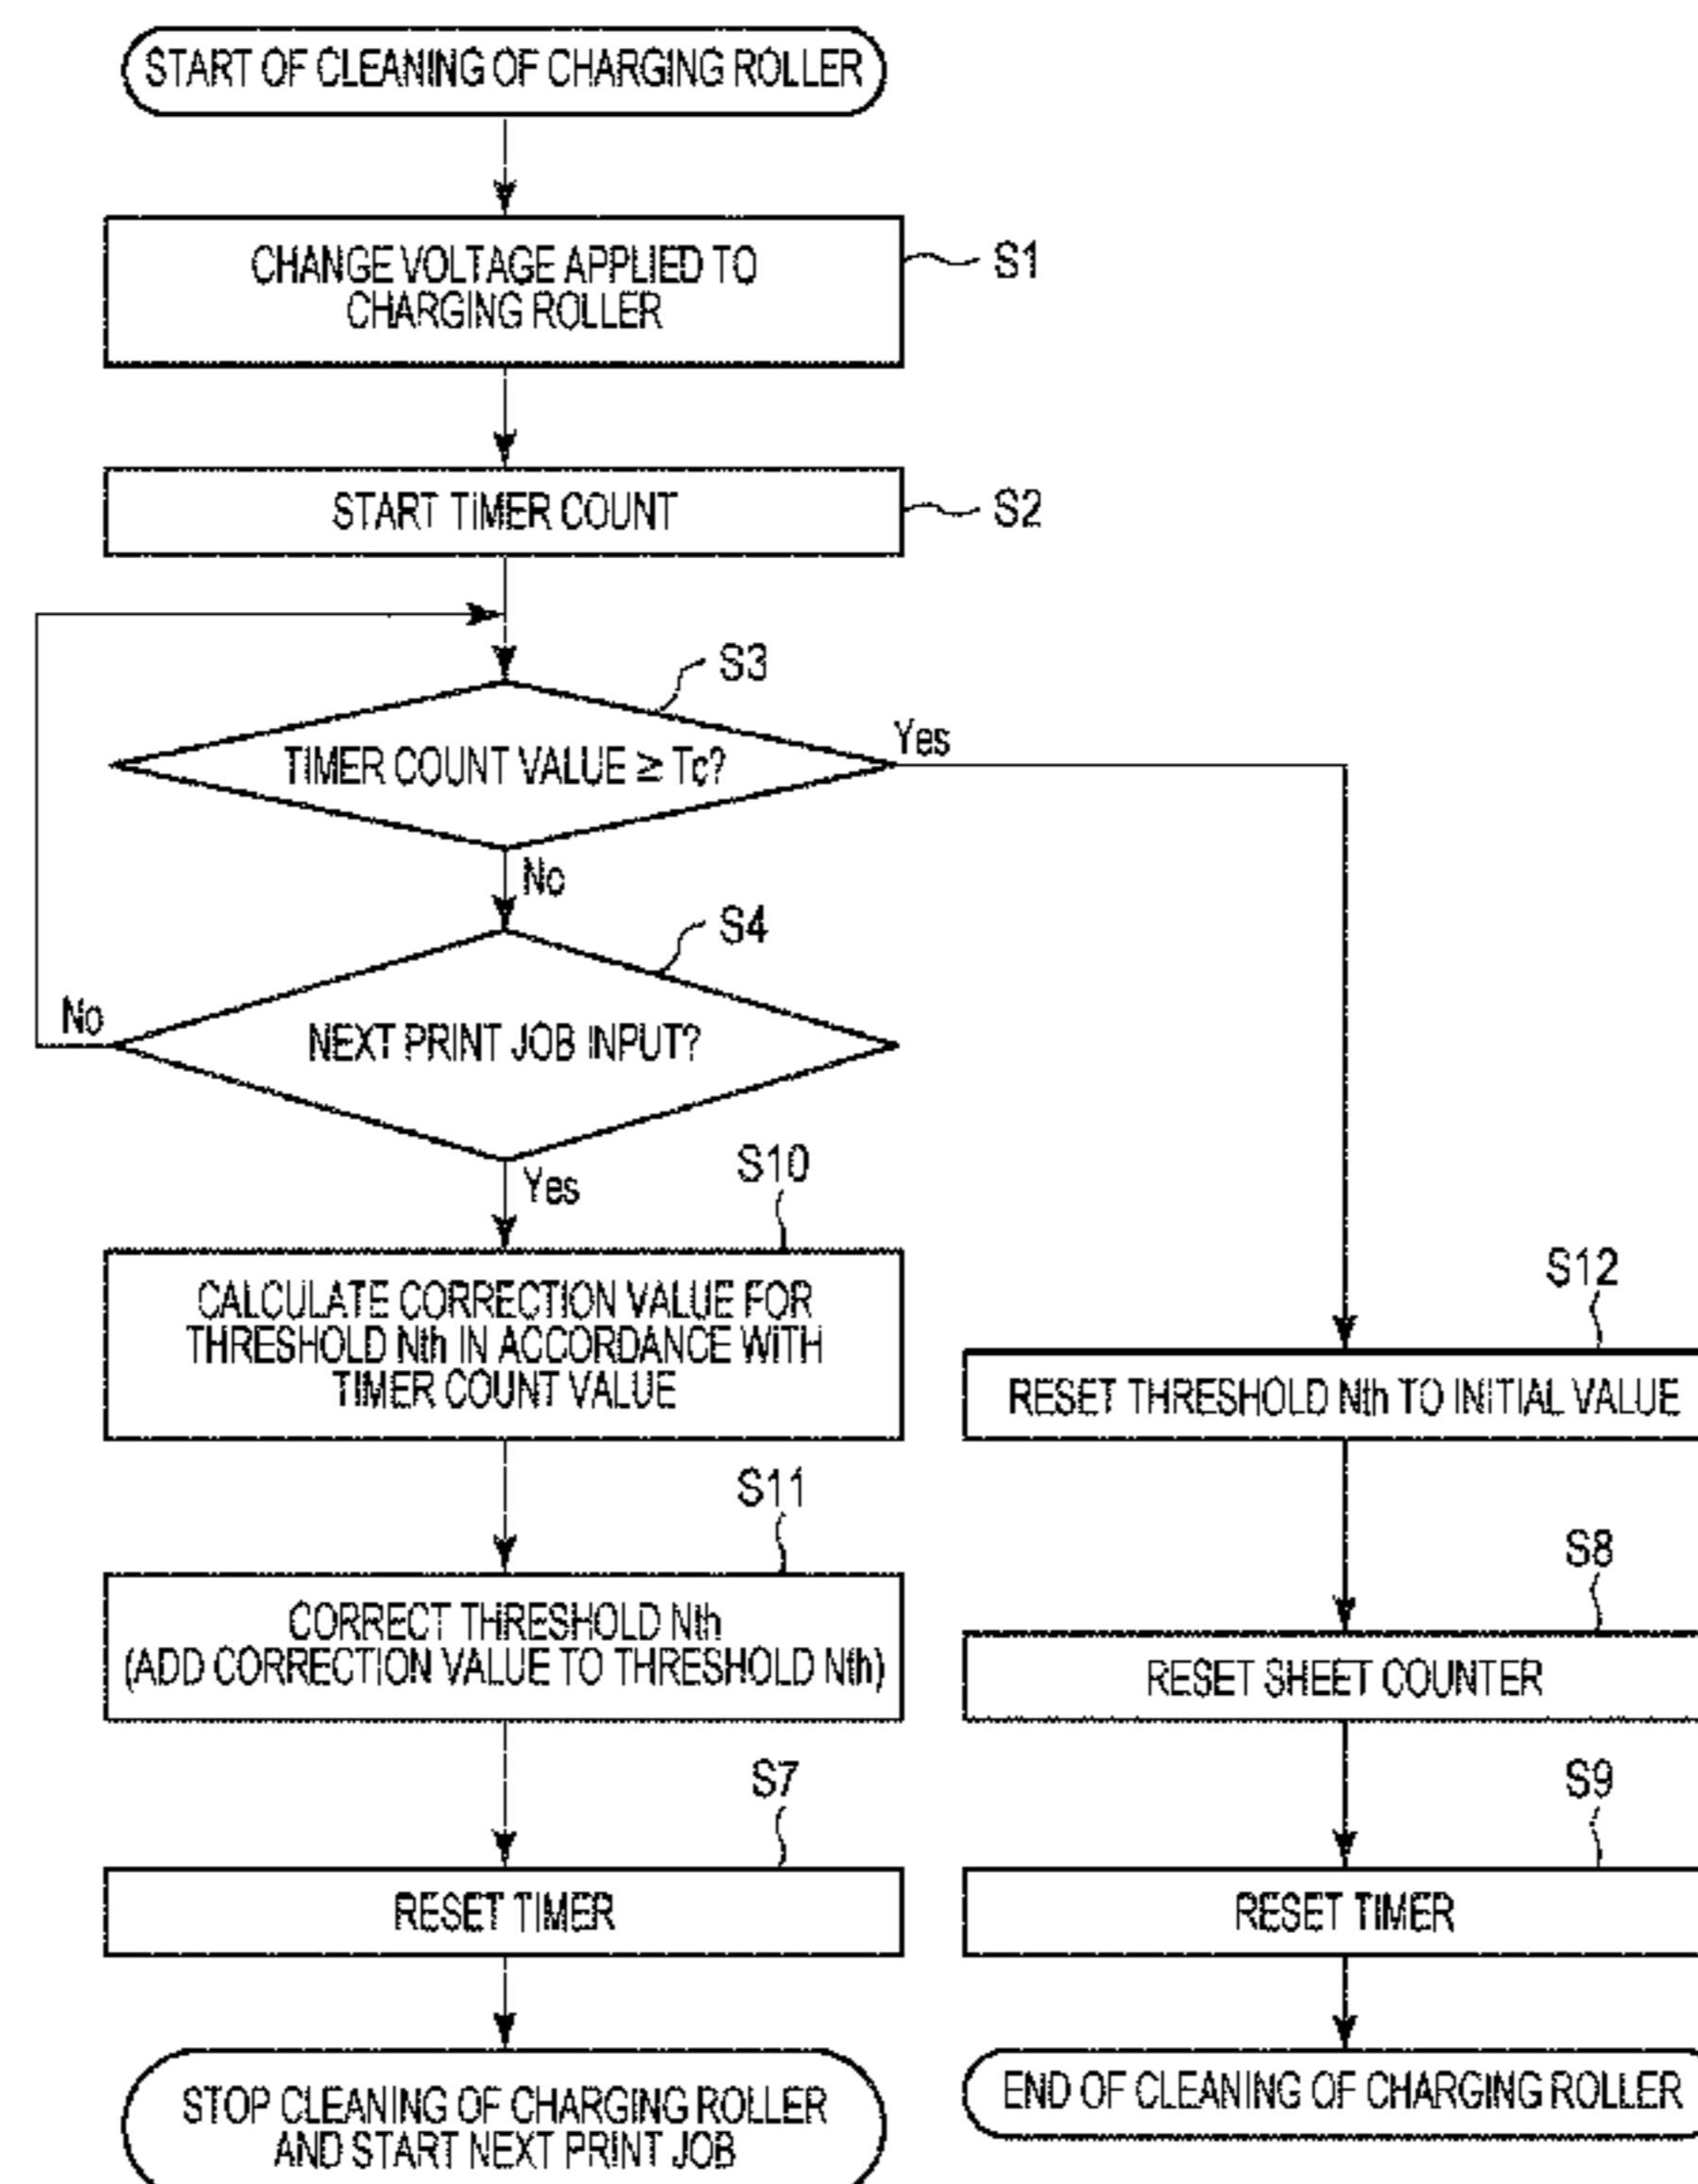 START OF CLEANING OF CHARGING ROLLER
CHANGE VOLTAGE APPLIED TO
CHARGING ROLLER
S1
START TIMER COUNT
S2
S3
TIMER COUNT VALUE ≥ Tc?
Yes
No
S4
NEXT PRINT JOB INPUT?
No
Yes
S10
CALCULATE CORRECTION VALUE FOR
THRESHOLD Nth IN ACCORDANCE WITH
TIMER COUNT VALUE
S11
CORRECT THRESHOLD Nth
(ADD CORRECTION VALUE TO THRESHOLD Nth)
S7
RESET TIMER
STOP CLEANING OF CHARGING ROLLER
AND START NEXT PRINT JOB
S12
RESET THRESHOLD Nth TO INITIAL VALUE
S8
RESET SHEET COUNTER
S9
RESET TIMER
END OF CLEANING OF CHARGING ROLLER